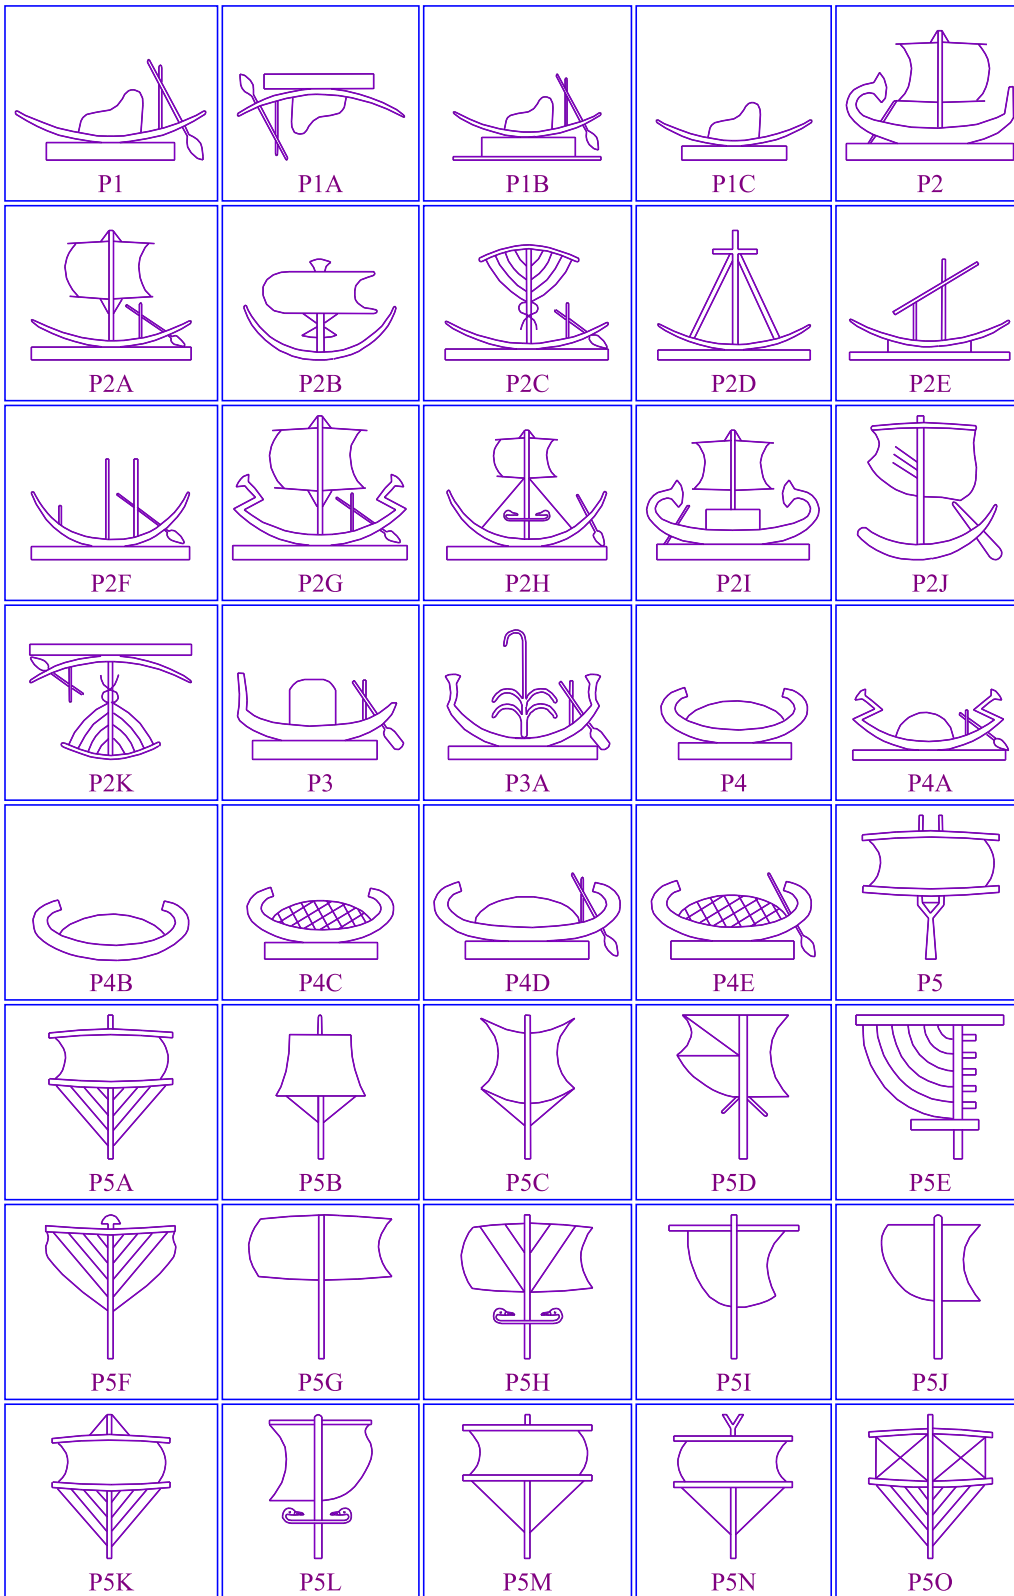 P1 P1A P1B P1C P2
P2A P2B P2C P2D P2E
P2F P2G P2H P2I P2J
P2K P3 P3A P4 P4A
P4B P4C P4D P4E P5
P5A P5B P5C P5D P5E
P5F P5G P5H P5I P5J
P5K P5L P5M P5N P5O